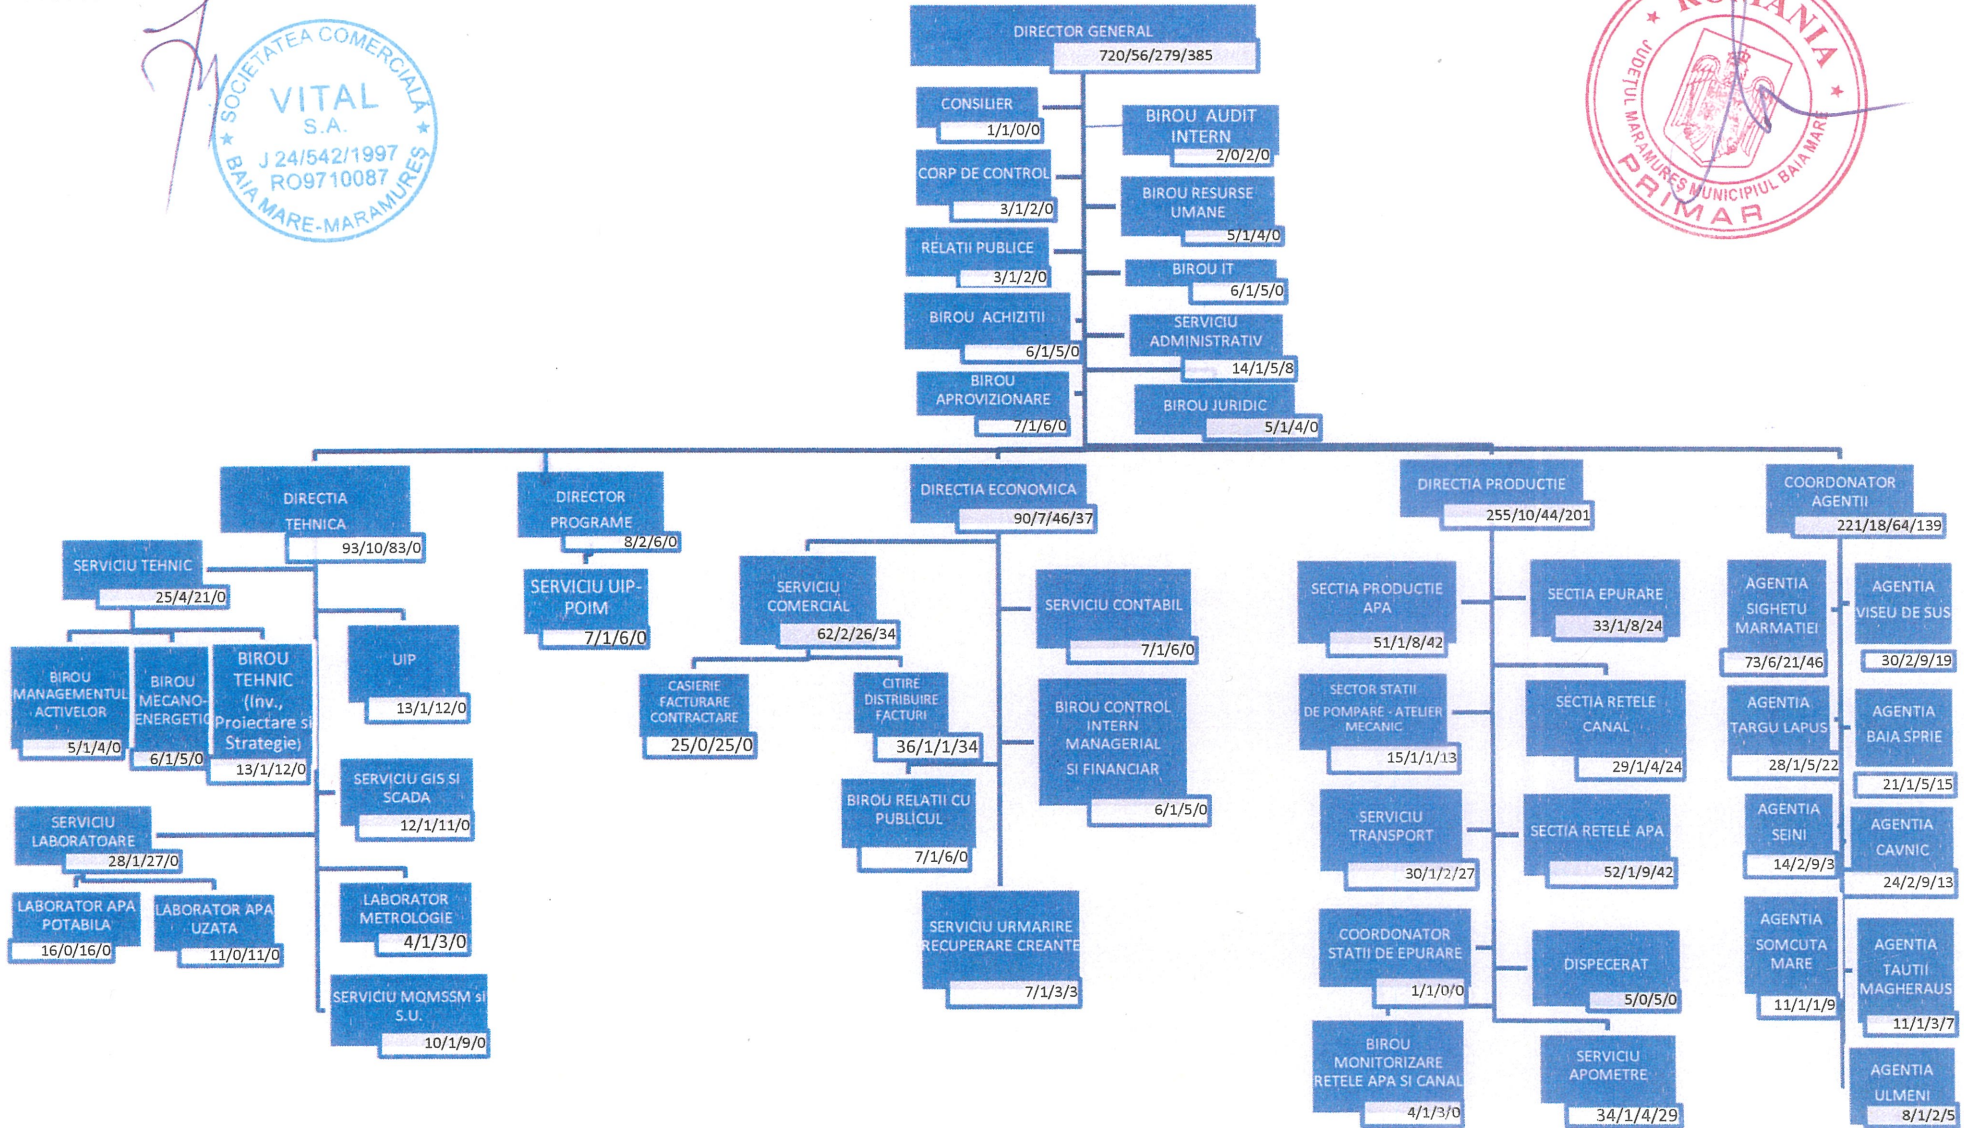 SOCIETATEA COMERCIALĂ
VITAL
S.A.
J 24/542/1997
RO9710087
★ BAIA MARE-MARAMUREŞ ★
★ ROMANIA ★
JUDEŢUL MARAMUREŞ MUNICIPIUL BAIA MARE
PRIMAR
DIRECTOR GENERAL
720/56/279/385
CONSILIER
1/1/0/0
BIROU AUDIT
INTERN
2/0/2/0
CORP DE CONTROL
3/1/2/0
BIROU RESURSE
UMANE
5/1/4/0
RELATII PUBLICE
3/1/2/0
BIROU IT
6/1/5/0
BIROU ACHIZITII
6/1/5/0
SERVICIU
ADMINISTRATIV
14/1/5/8
BIROU
APROVIZIONARE
7/1/6/0
BIROU JURIDIC
5/1/4/0
DIRECTIA
TEHNICA
93/10/83/0
SERVICIU TEHNIC
25/4/21/0
BIROU
MANAGEMENTUL
ACTIVELOR
5/1/4/0
BIROU
MECANO-
ENERGETIC
6/1/5/0
BIROU
TEHNIC
(Inv.,
Proiectare si
Strategie)
13/1/12/0
UIP
13/1/12/0
SERVICIU GIS SI
SCADA
12/1/11/0
SERVICIU
LABORATOARE
28/1/27/0
LABORATOR APA
POTABILA
16/0/16/0
LABORATOR APA
UZATA
11/0/11/0
LABORATOR
METROLOGIE
4/1/3/0
SERVICIU MQMSSM si
S.U.
10/1/9/0
DIRECTOR
PROGRAME
8/2/6/0
SERVICIU UIP-
POIM
7/1/6/0
DIRECTIA ECONOMICA
90/7/46/37
SERVICIU
COMERCIAL
62/2/26/34
CASIERIE
FACTURARE
CONTRACTARE
25/0/25/0
CITIRE
DISTRIBUIRE
FACTURI
36/1/1/34
SERVICIU CONTABIL
7/1/6/0
BIROU CONTROL
INTERN
MANAGERIAL
SI FINANCIAR
6/1/5/0
BIROU RELATII CU
PUBLICUL
7/1/6/0
SERVICIU URMARIRE
RECUPERARE CREANTE
7/1/3/3
DIRECTIA PRODUCTIE
255/10/44/201
SECTIA PRODUCTIE
APA
51/1/8/42
SECTIA EPURARE
33/1/8/24
SECTOR STATII
DE POMPARE - ATELIER
MECANIC
15/1/1/13
SECTIA RETELE
CANAL
29/1/4/24
SERVICIU
TRANSPORT
30/1/2/27
SECTIA RETELE APA
52/1/9/42
COORDONATOR
STATII DE EPURARE
1/1/0/0
DISPECERAT
5/0/5/0
BIROU
MONITORIZARE
RETELE APA SI CANAL
4/1/3/0
SERVICIU
APOMETRE
34/1/4/29
COORDONATOR
AGENTII
221/18/64/139
AGENTIA
SIGHETU
MARMATIEI
73/6/21/46
AGENTIA
VISEU DE SUS
30/2/9/19
AGENTIA
TARGU LAPUS
28/1/5/22
AGENTIA
BAIA SPRIE
21/1/5/15
AGENTIA
SEINI
14/2/9/3
AGENTIA
CAVNIC
24/2/9/13
AGENTIA
SOMCUTA
MARE
11/1/1/9
AGENTIA
TAUTII
MAGHERAUS
11/1/3/7
AGENTIA
ULMENI
8/1/2/5